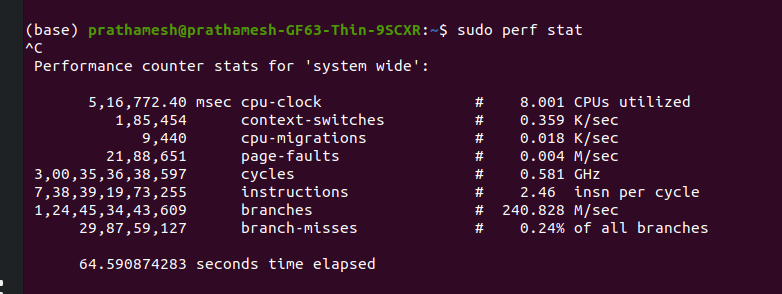 (base) prathamesh@prathamesh-GF63-Thin-9SCXR:~$ sudo perf stat
^C
Performance counter stats for 'system wide':
5,16,772.40 msec cpu-clock # 8.001 CPUs utilized
1,85,454 context-switches # 0.359 K/sec
9,440 cpu-migrations # 0.018 K/sec
21,88,651 page-faults # 0.004 M/sec
3,00,35,36,38,597 cycles # 0.581 GHz
7,38,39,19,73,255 instructions # 2.46 insn per cycle
1,24,45,34,43,609 branches # 240.828 M/sec
29,87,59,127 branch-misses # 0.24% of all branches
64.590874283 seconds time elapsed